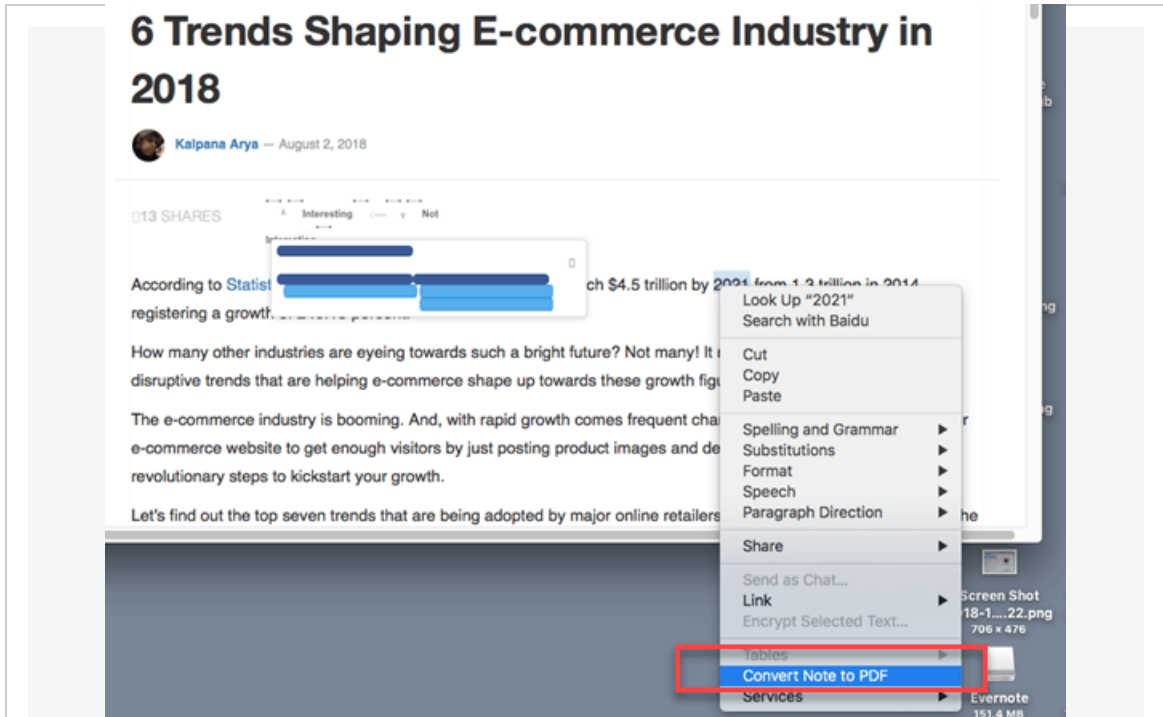 6 Trends Shaping E-commerce Industry in
2018
Kalpana Arya — August 2, 2018
13 SHARES
Interesting
Not
According to Statist
ch $4.5 trillion by 2021 from 1.3 trillion in 2014
registering a growth
percent.
How many other industries are eyeing towards such a bright future? Not many! It
disruptive trends that are helping e-commerce shape up towards these growth figu
The e-commerce industry is booming. And, with rapid growth comes frequent cha
e-commerce website to get enough visitors by just posting product images and de
revolutionary steps to kickstart your growth.
Let's find out the top seven trends that are being adopted by major online retailers
he
Look Up “2021”
Search with Baidu
Cut
Copy
Paste
Spelling and Grammar
Substitutions
Format
Speech
Paragraph Direction
Share
Send as Chat...
Link
Encrypt Selected Text...
Tables
Convert Note to PDF
Services
Screen Shot
18-1....22.png
706 × 476
Evernote
151.4 MB